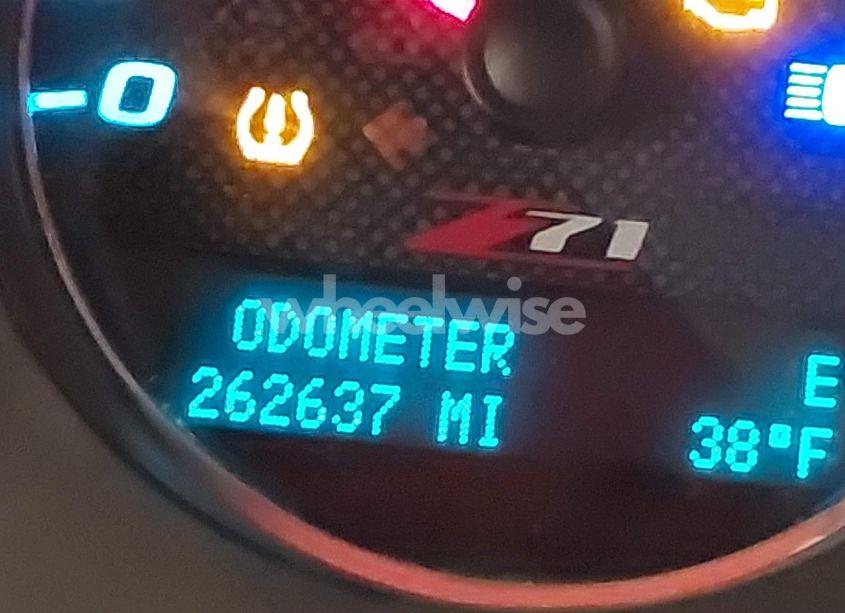 0
Z71
wheelwise
ODOMETER
262637 MI
E
38°F